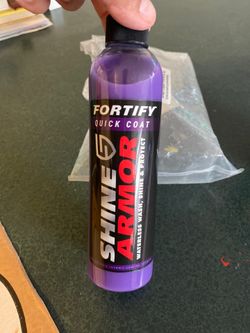 FORTIFY
QUICK COAT
SHINE
ARMOR
WATERLESS WASH, SHINE & PROTECT